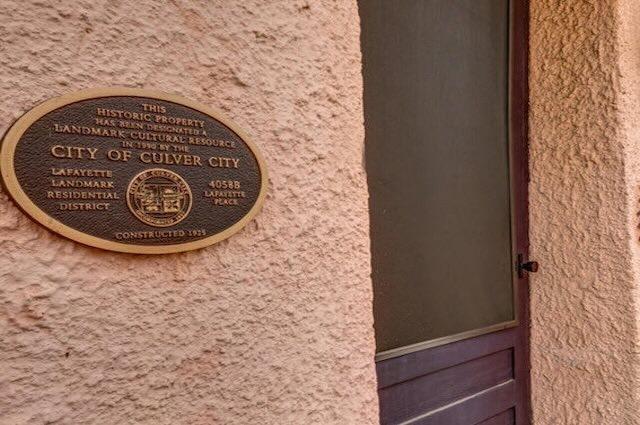 THIS
HISTORIC PROPERTY
HAS BEEN DESIGNATED A
LANDMARK CULTURAL RESOURCE
IN 1990 BY THE
CITY OF CULVER CITY
LAFAYETTE
LANDMARK
RESIDENTIAL
DISTRICT
4058B
LAFAYETTE
PLACE
CONSTRUCTED 1925